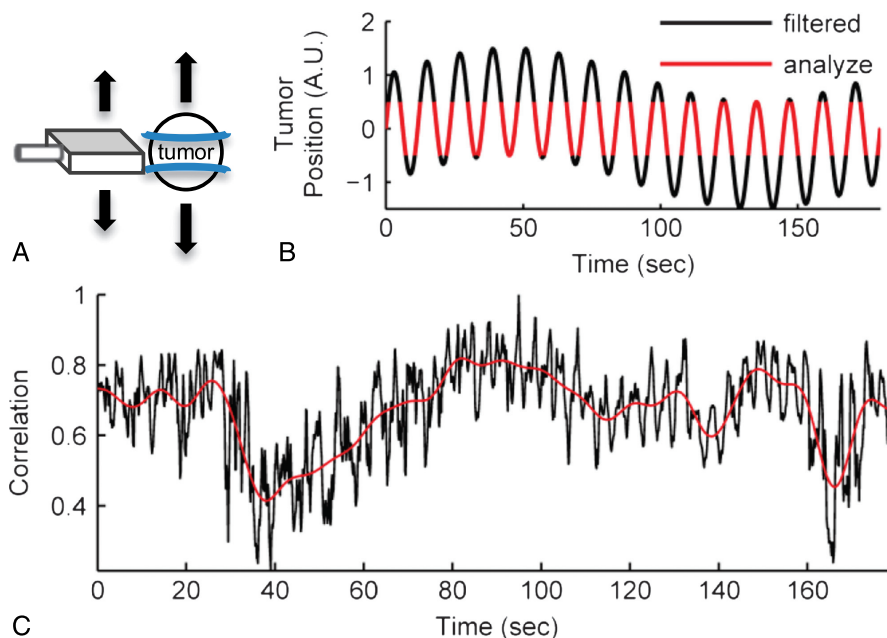 tumor
A
Tumor
Position (A.U.)
2
1
0
−1
filtered
analyze
0
50
100
150
Time (sec)
B
Correlation
1
0.8
0.6
0.4
0
20
40
60
80
100
120
140
160
Time (sec)
C